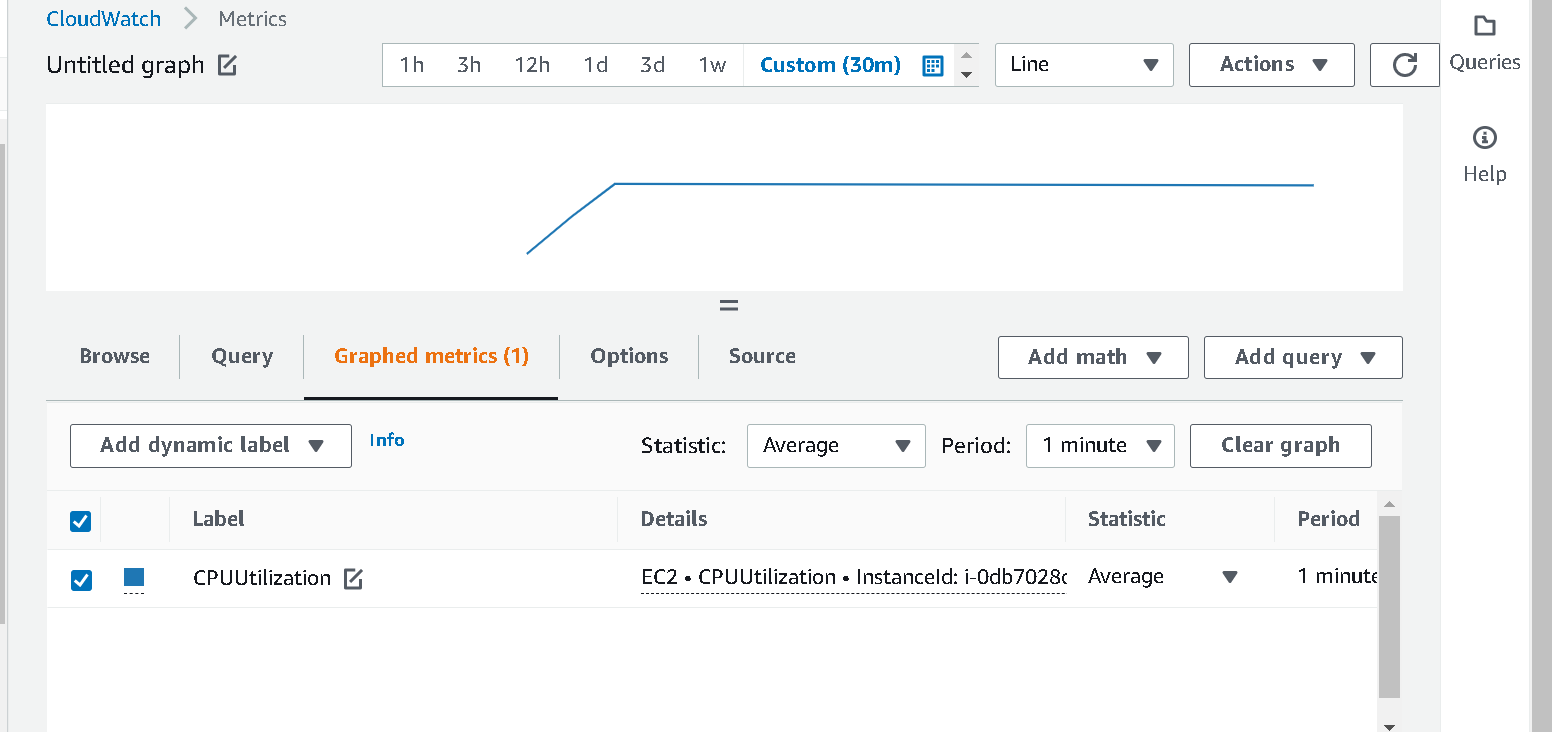 CloudWatch Metrics
Untitled graph 1h 3h 12h 1d 3d 1w Custom (30m) Line Actions
Queries
Help
Browse Query Graphed metrics (1) Options Source Add math Add query
Add dynamic label Info Statistic: Average Period: 1 minute Clear graph
Label Details Statistic Period
CPUUtilization EC2 • CPUUtilization • InstanceId: i-0db7028c Average 1 minute